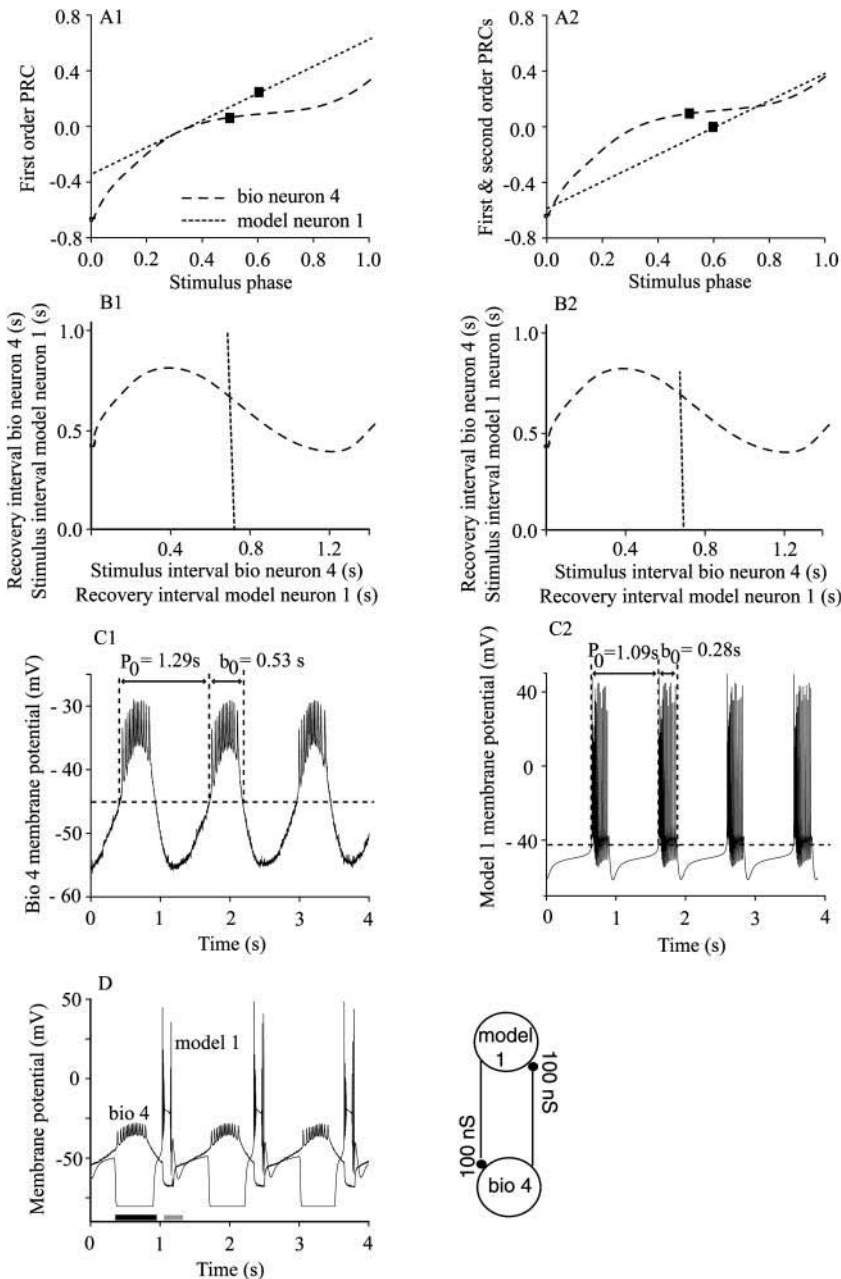 A1
First order PRC
0.8
0.4
0.0
-0.4
-0.8
bio neuron 4
model neuron 1
0.0 0.2 0.4 0.6 0.8 1.0
Stimulus phase
A2
First & second order PRCs
0.8
0.4
0.0
-0.4
-0.8
0.0 0.2 0.4 0.6 0.8 1.0
Stimulus phase
B1
Recovery interval bio neuron 4 (s)
Stimulus interval model neuron 1 (s)
1.0
0.5
0.0
0.4 0.8 1.2
Stimulus interval bio neuron 4 (s)
Recovery interval model neuron 1 (s)
B2
Recovery interval bio neuron 4 (s)
Stimulus interval model 1 neuron (s)
1.0
0.5
0.0
0.4 0.8 1.2
Stimulus interval bio neuron 4 (s)
Recovery interval model neuron 1 (s)
C1
P0 = 1.29s b0 = 0.53 s
Bio 4 membrane potential (mV)
- 30
- 40
- 50
- 60
0 1 2 3 4
Time (s)
C2
P0=1.09s b0 = 0.28s
Model 1 membrane potential (mV)
40
0
- 40
0 1 2 3 4
Time (s)
D
Membrane potential (mV)
50
0
-50
model 1
bio 4
0 1 2 3 4
Time (s)
model
1
100 nS
100 nS
bio 4